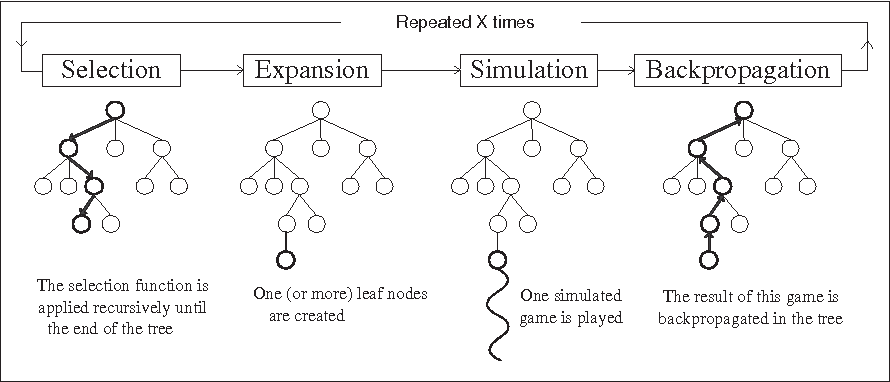 Repeated X times
Selection
Expansion
Simulation
Backpropagation
The selection function is
applied recursively until
the end of the tree
One (or more) leaf nodes
are created
One simulated
game is played
The result of this game is
backpropagated in the tree